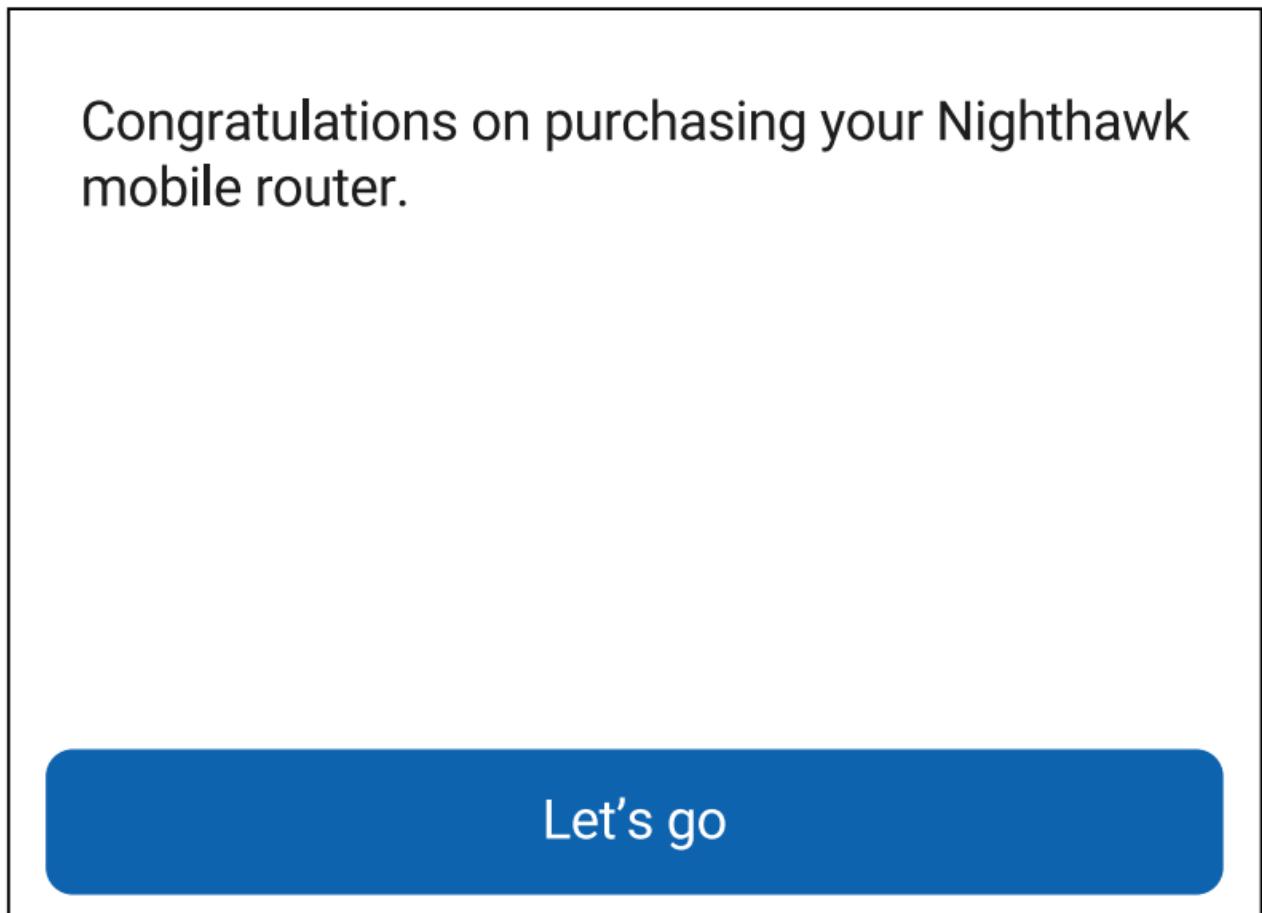 Congratulations on purchasing your Nighthawk
mobile router.
Let’s go